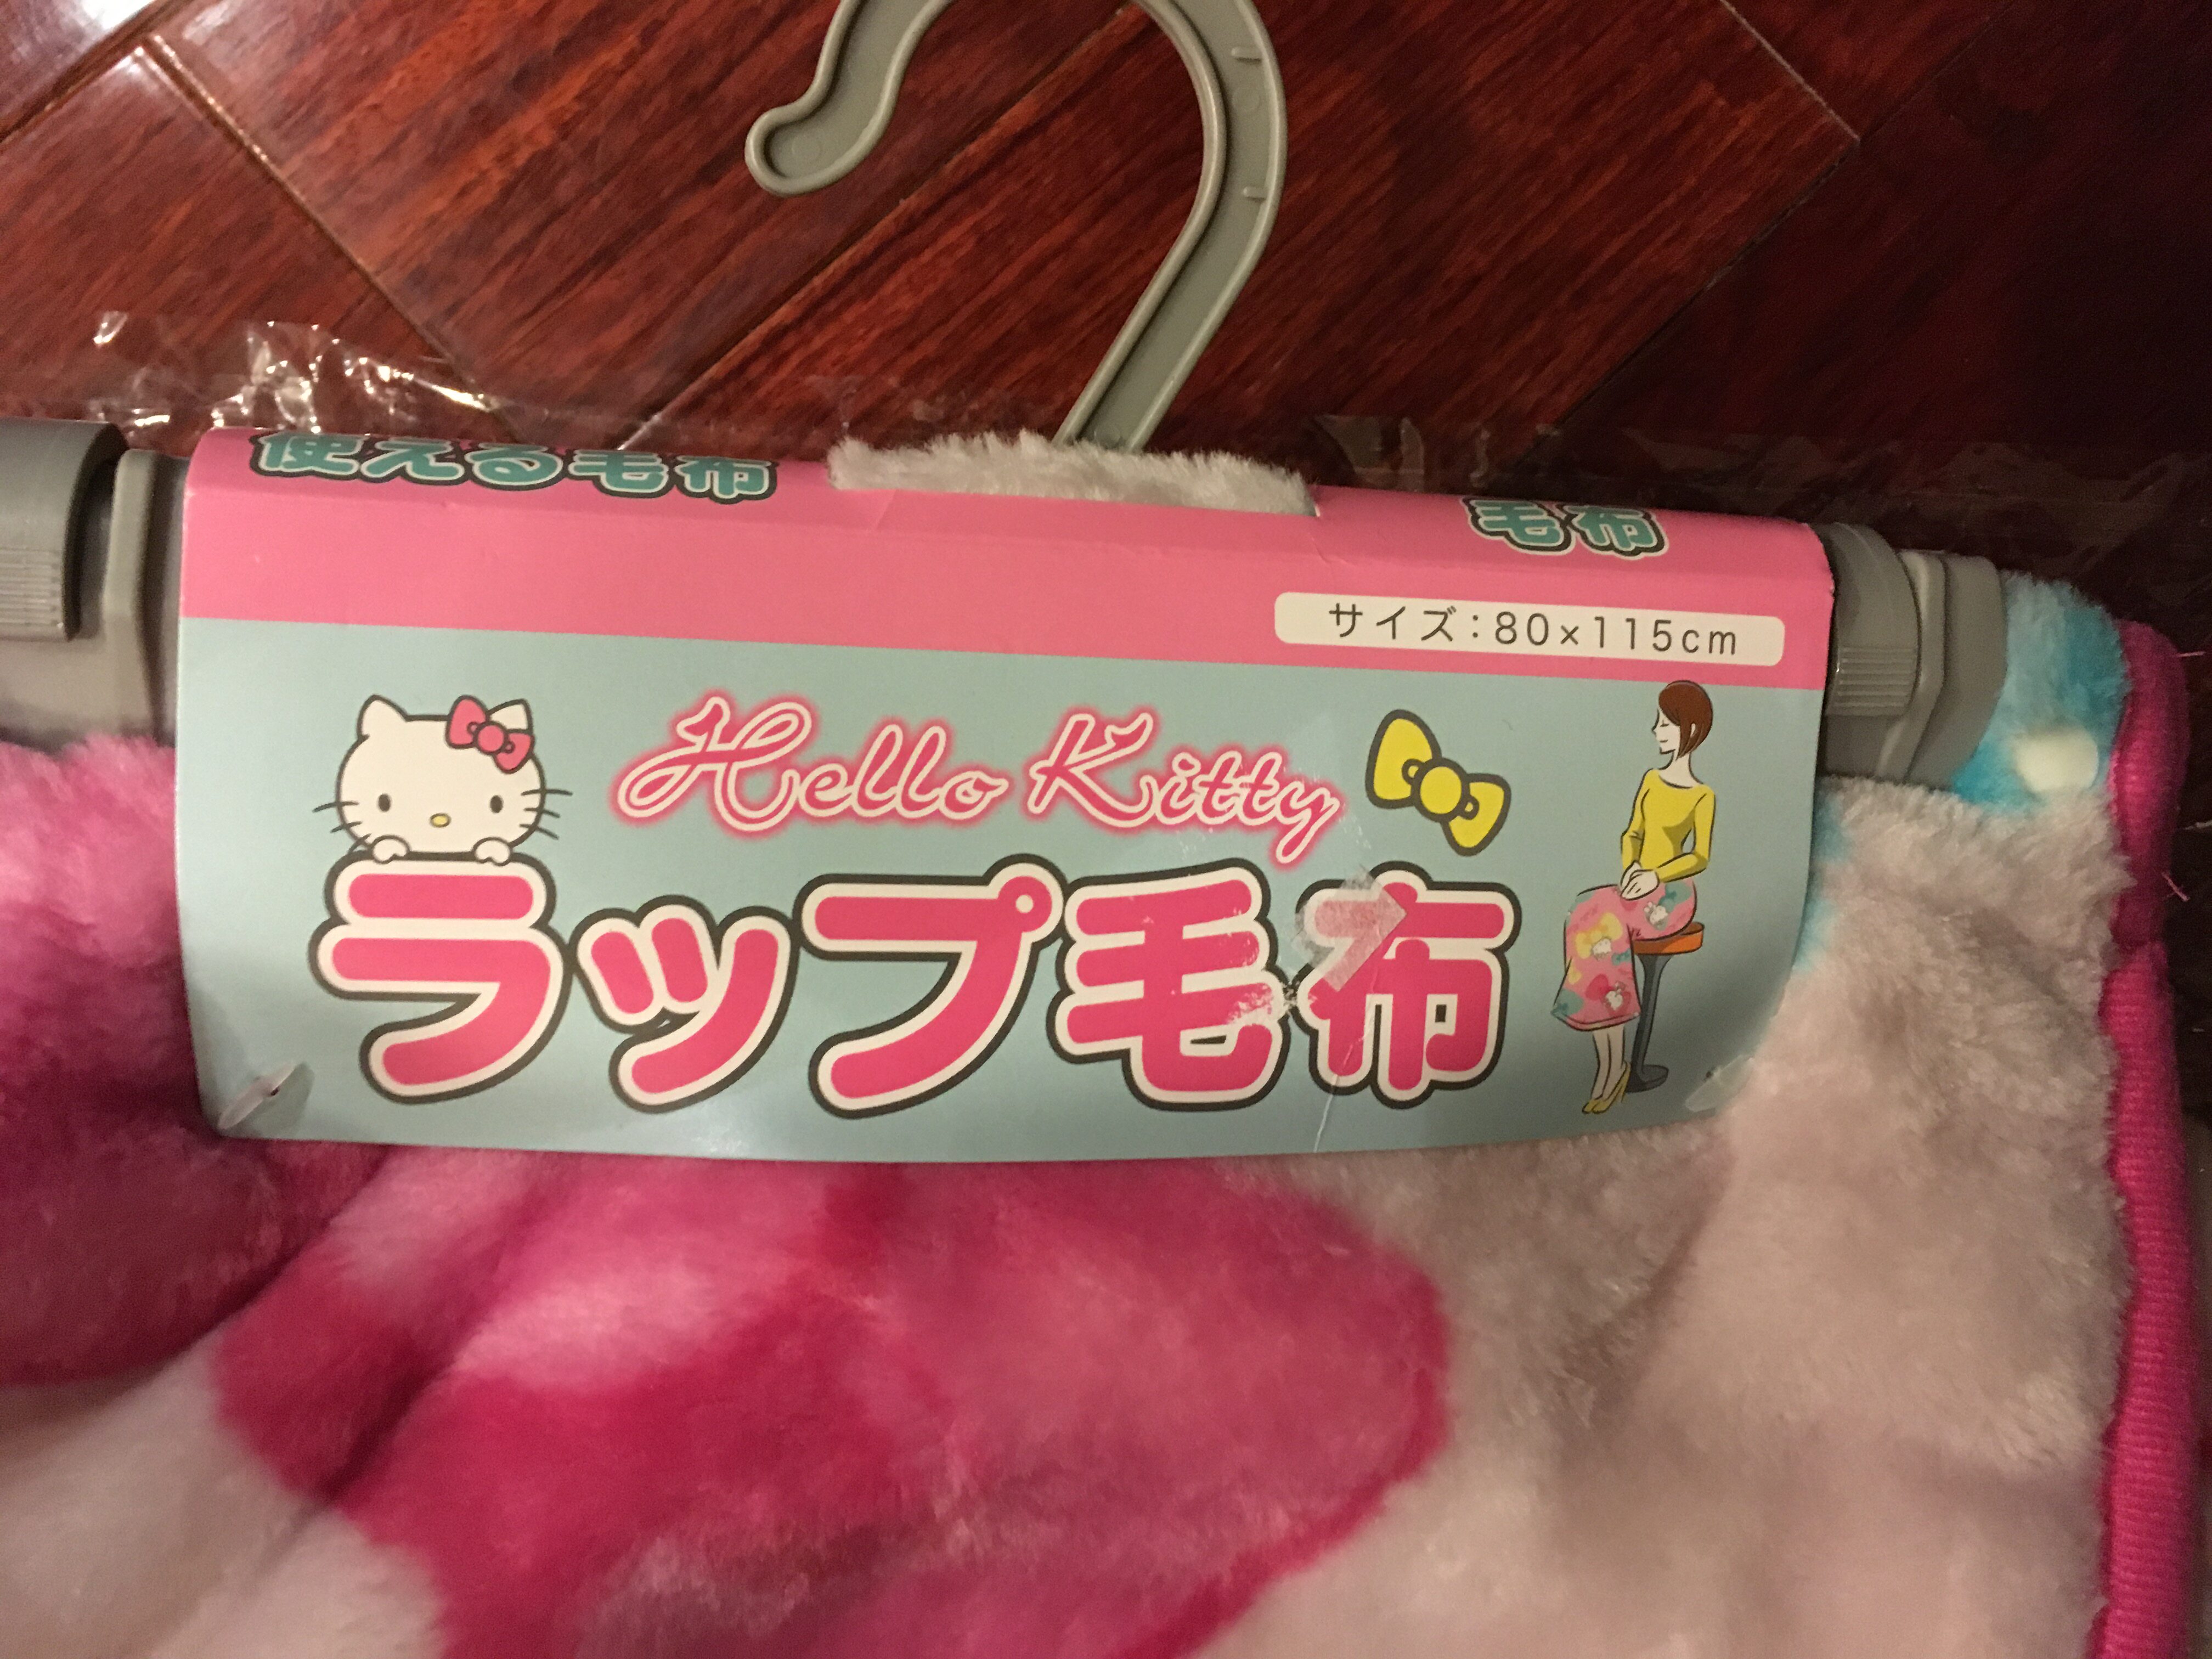 使える毛布
毛布
サイズ：80×115cm
Hello Kitty
ラップ毛布